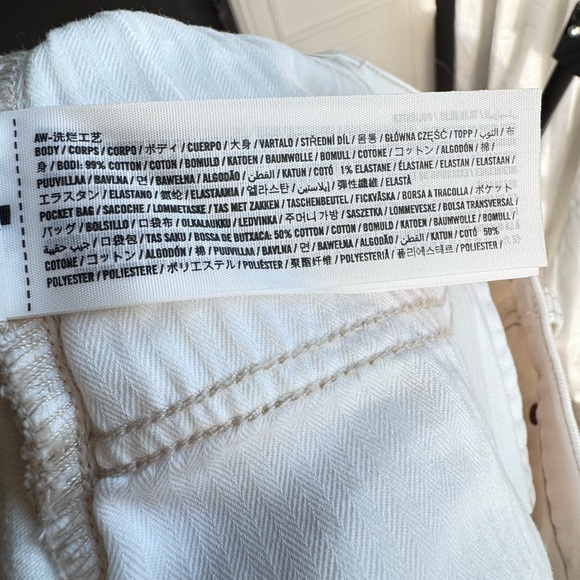 AW-洗烂工艺
BODY / CORPS / CORPO / ボディ / CUERPO / 大身 / VARTALO / STŘEDNÍ DÍL / 몸통 / GŁÓWNA CZĘŚĆ / TOPP / التوب / 布
身 / BODI: 99% COTTON / COTON / BOMULD / KATOEN / BAUMWOLLE / BOMULL / COTONE / コットン / ALGODÓN / 棉 /
PUUVILLAA / BAVLNA / 면 / BAWEŁNA / ALGODÃO / القطن / KATUN / COTÓ 1% ELASTANE / ÉLASTANE / ELASTAN / ELASTAAN /
エラスタン / ELASTANO / 氨纶 / ELASTAANIA / 엘라스탄 / إيلاستين / 彈性纖維 / ELASTÀ
POCKET BAG / SACOCHE / LOMMETASKE / TAS MET ZAKKEN / TASCHENBEUTEL / FICKVÄSKA / BORSA A TRACOLLA / ポケット
バッグ / BOLSILLO / 口袋布 / OLKALAUKKU / LEDVINKA / 주머니 가방 / SASZETKA / LOMMEVESKE / BOLSA TRANSVERSAL
/ حقيبة جيب / 口袋包 / TAS SAKU / BOSSA DE BUTXACA: 50% COTTON / COTON / BOMULD / KATOEN / BAUMWOLLE / BOMULL /
COTONE / コットン / ALGODÓN / 棉 / PUUVILLAA / BAVLNA / 면 / BAWEŁNA / ALGODÃO / القطن / KATUN / COTÓ 50%
POLYESTER / POLIESTERE / ポリエステル / POLIÉSTER / 聚酯纤维 / POLYESTERIÄ / 폴리에스테르 / POLIESTER /